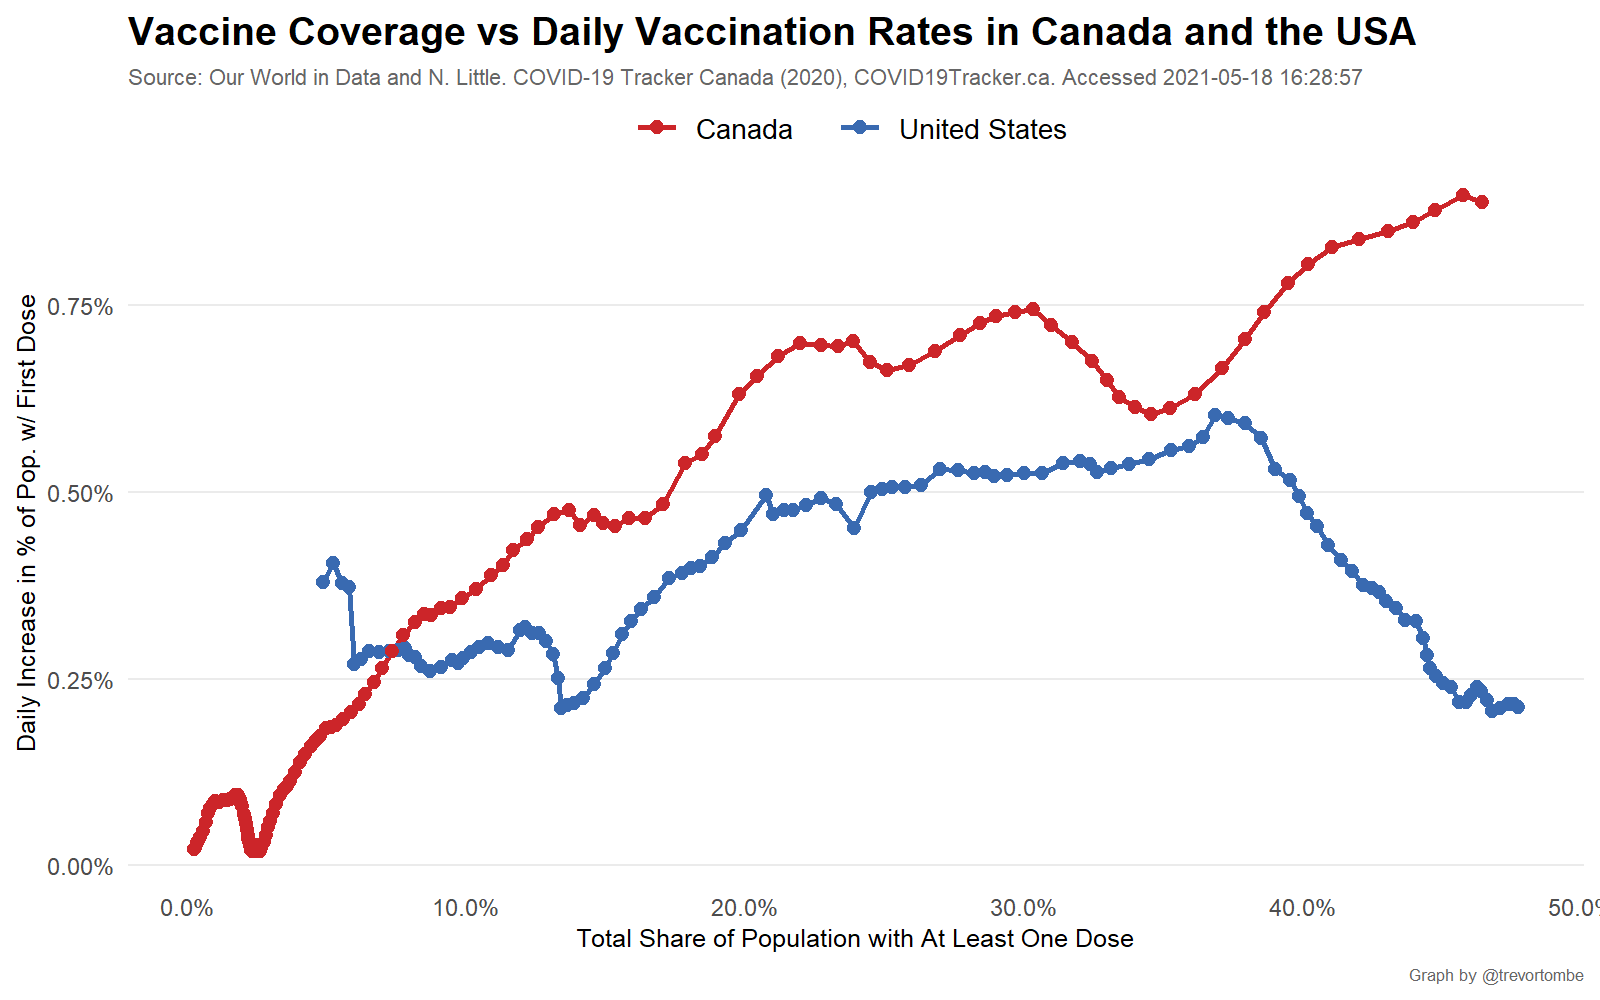 Vaccine Coverage vs Daily Vaccination Rates in Canada and the USA
Source: Our World in Data and N. Little. COVID-19 Tracker Canada (2020), COVID19Tracker.ca. Accessed 2021-05-18 16:28:57
Canada
United States
Daily Increase in % of Pop. w/ First Dose
0.75%
0.50%
0.25%
0.00%
0.0%
10.0%
20.0%
30.0%
40.0%
50.0%
Total Share of Population with At Least One Dose
Graph by @trevortombe